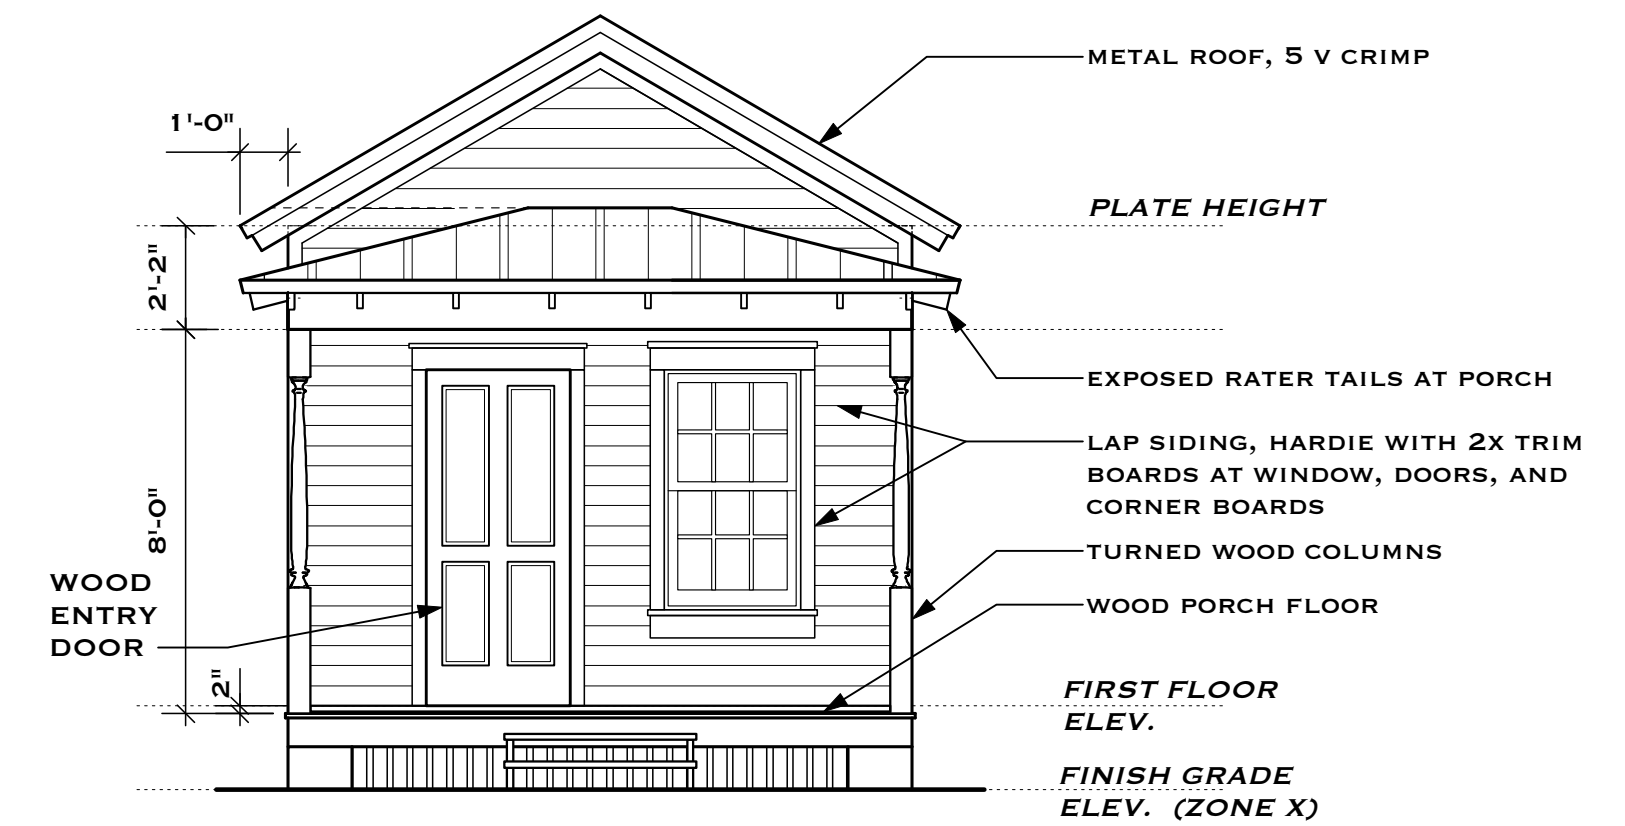 METAL ROOF, 5 V CRIMP
1'-0"
PLATE HEIGHT
2'-2"
EXPOSED RATER TAILS AT PORCH
LAP SIDING, HARDIE WITH 2X TRIM
BOARDS AT WINDOW, DOORS, AND
CORNER BOARDS
8'-0"
TURNED WOOD COLUMNS
WOOD
ENTRY
DOOR
WOOD PORCH FLOOR
2"
FIRST FLOOR
ELEV.
FINISH GRADE
ELEV. (ZONE X)